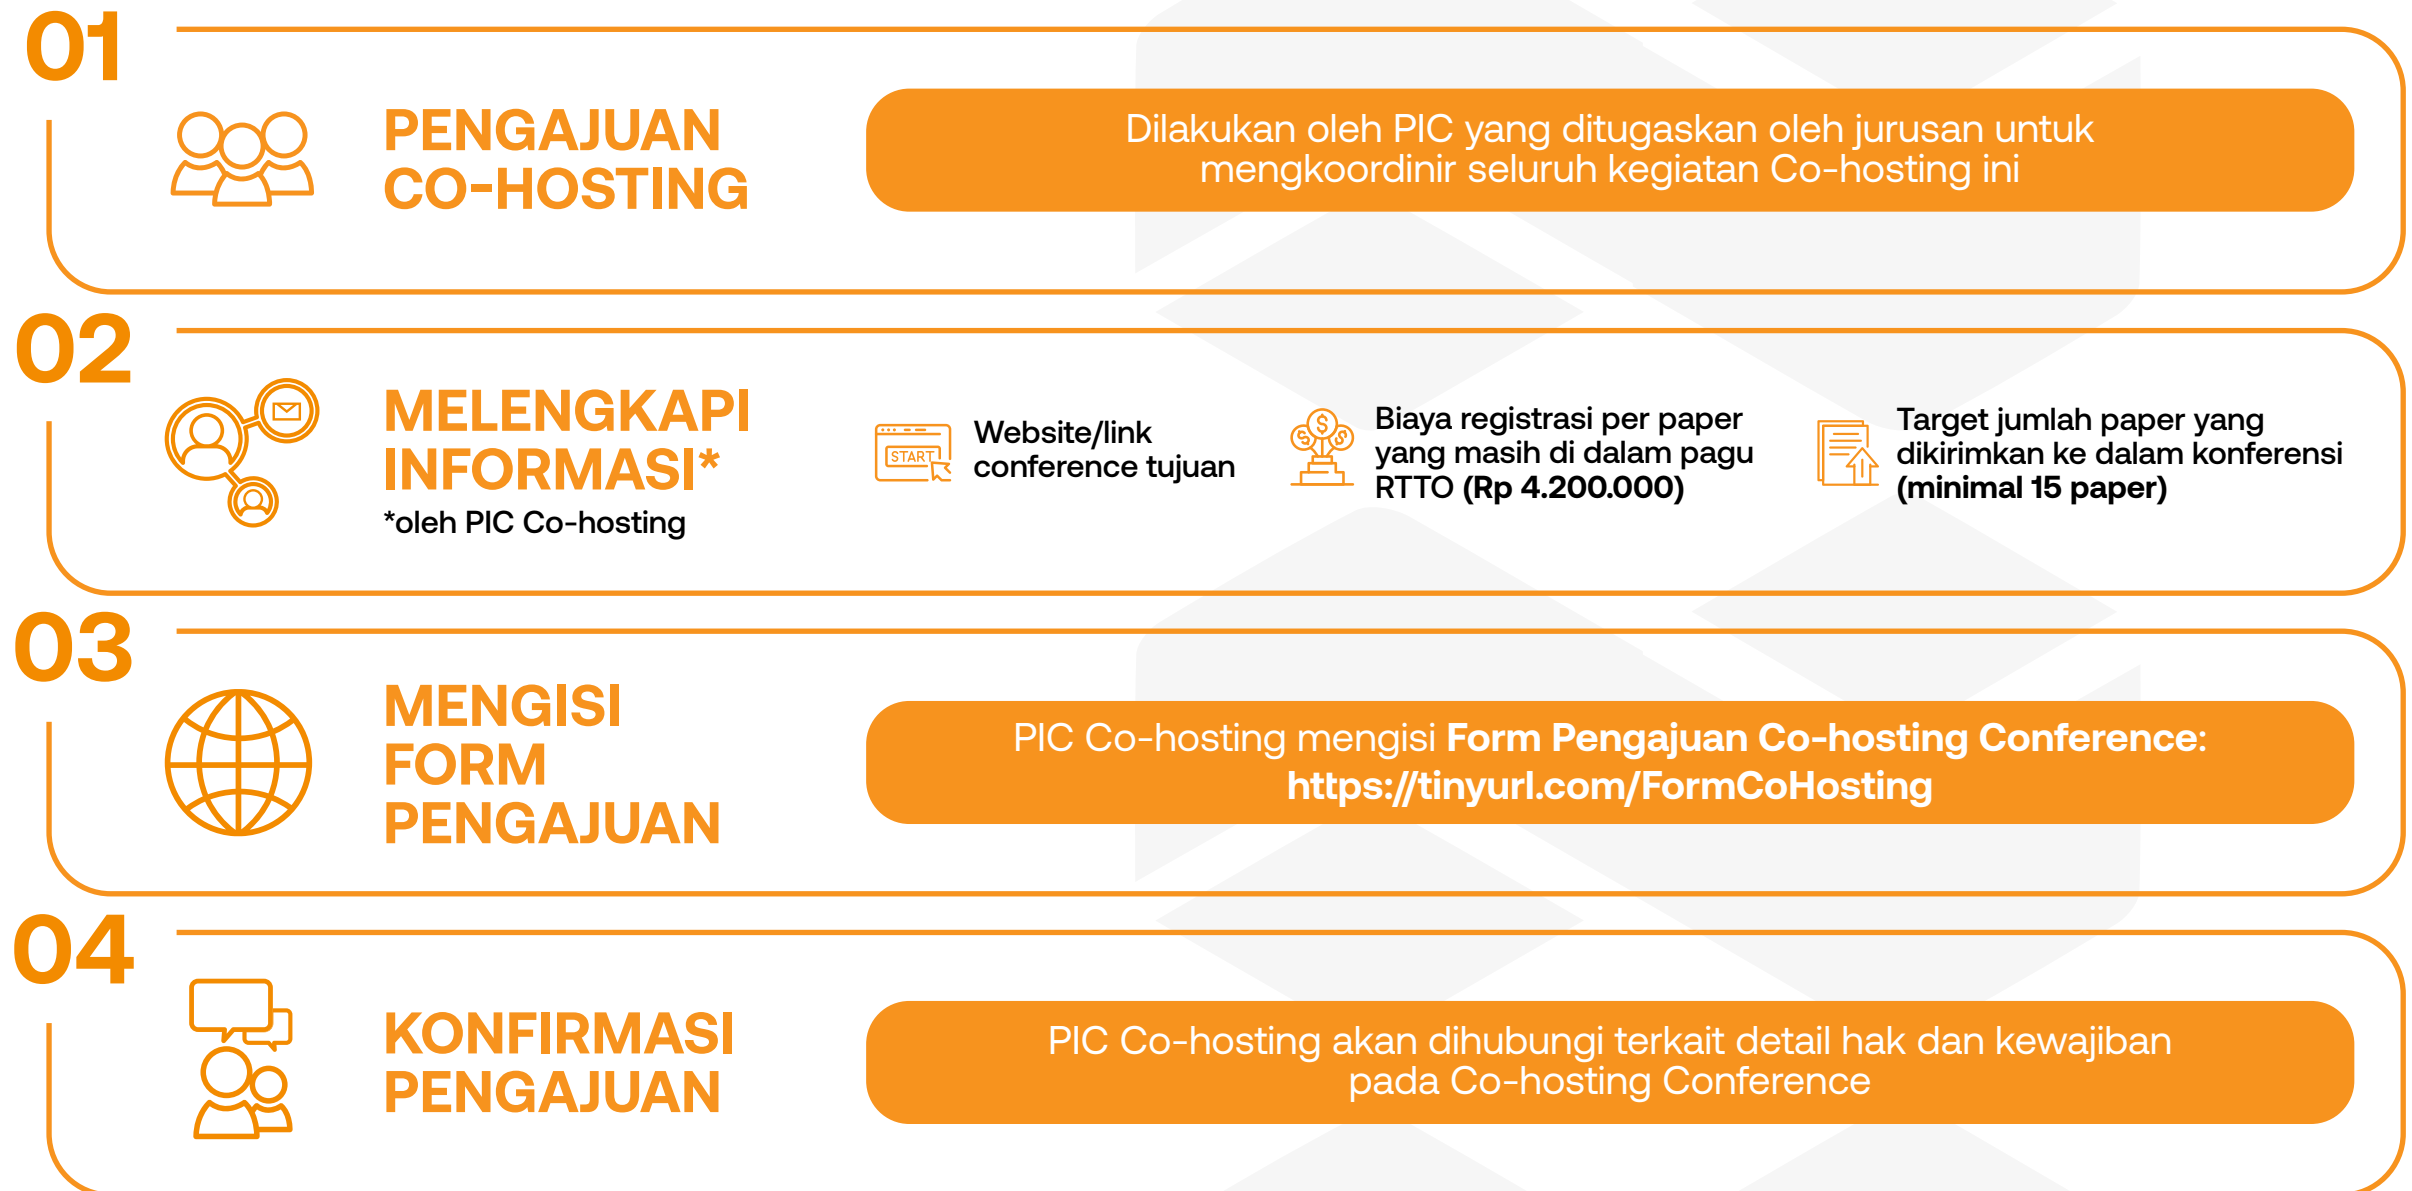 01
PENGAJUAN
CO-HOSTING
Dilakukan oleh PIC yang ditugaskan oleh jurusan untuk
mengkoordinir seluruh kegiatan Co-hosting ini
02
MELENGKAPI
INFORMASI*
*oleh PIC Co-hosting
START
Website/link
conference tujuan
Biaya registrasi per paper
yang masih di dalam pagu
RTTO (Rp 4.200.000)
Target jumlah paper yang
dikirimkan ke dalam konferensi
(minimal 15 paper)
03
MENGISI
FORM
PENGAJUAN
PIC Co-hosting mengisi Form Pengajuan Co-hosting Conference:
https://tinyurl.com/FormCoHosting
04
KONFIRMASI
PENGAJUAN
PIC Co-hosting akan dihubungi terkait detail hak dan kewajiban
pada Co-hosting Conference